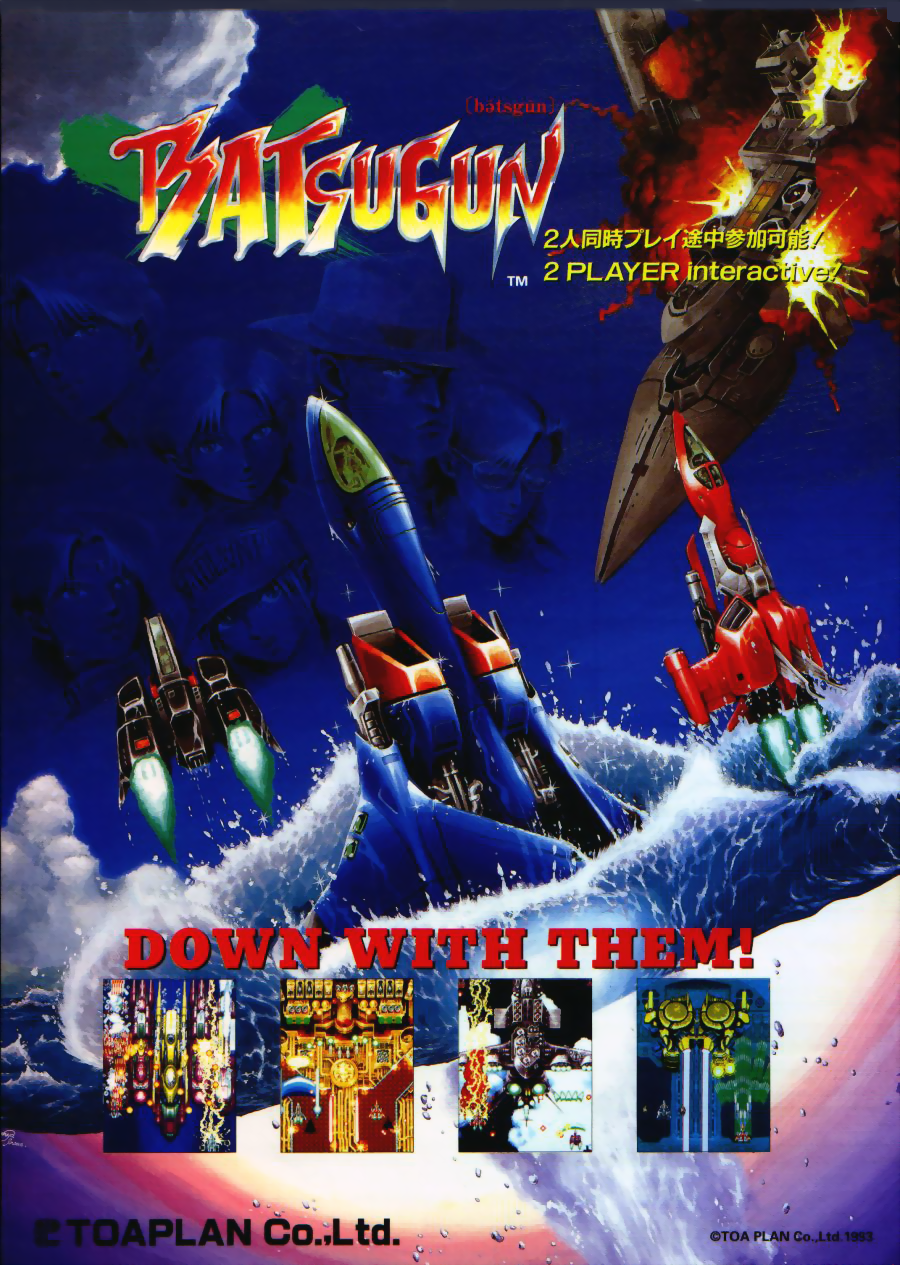 [bətsgún]
BATSUGUN
TM
2人同時プレイ途中参加可能!
2 PLAYER interactive!
DOWN WITH THEM!
TOAPLAN Co.,Ltd.
©TOA PLAN Co.,Ltd.1993